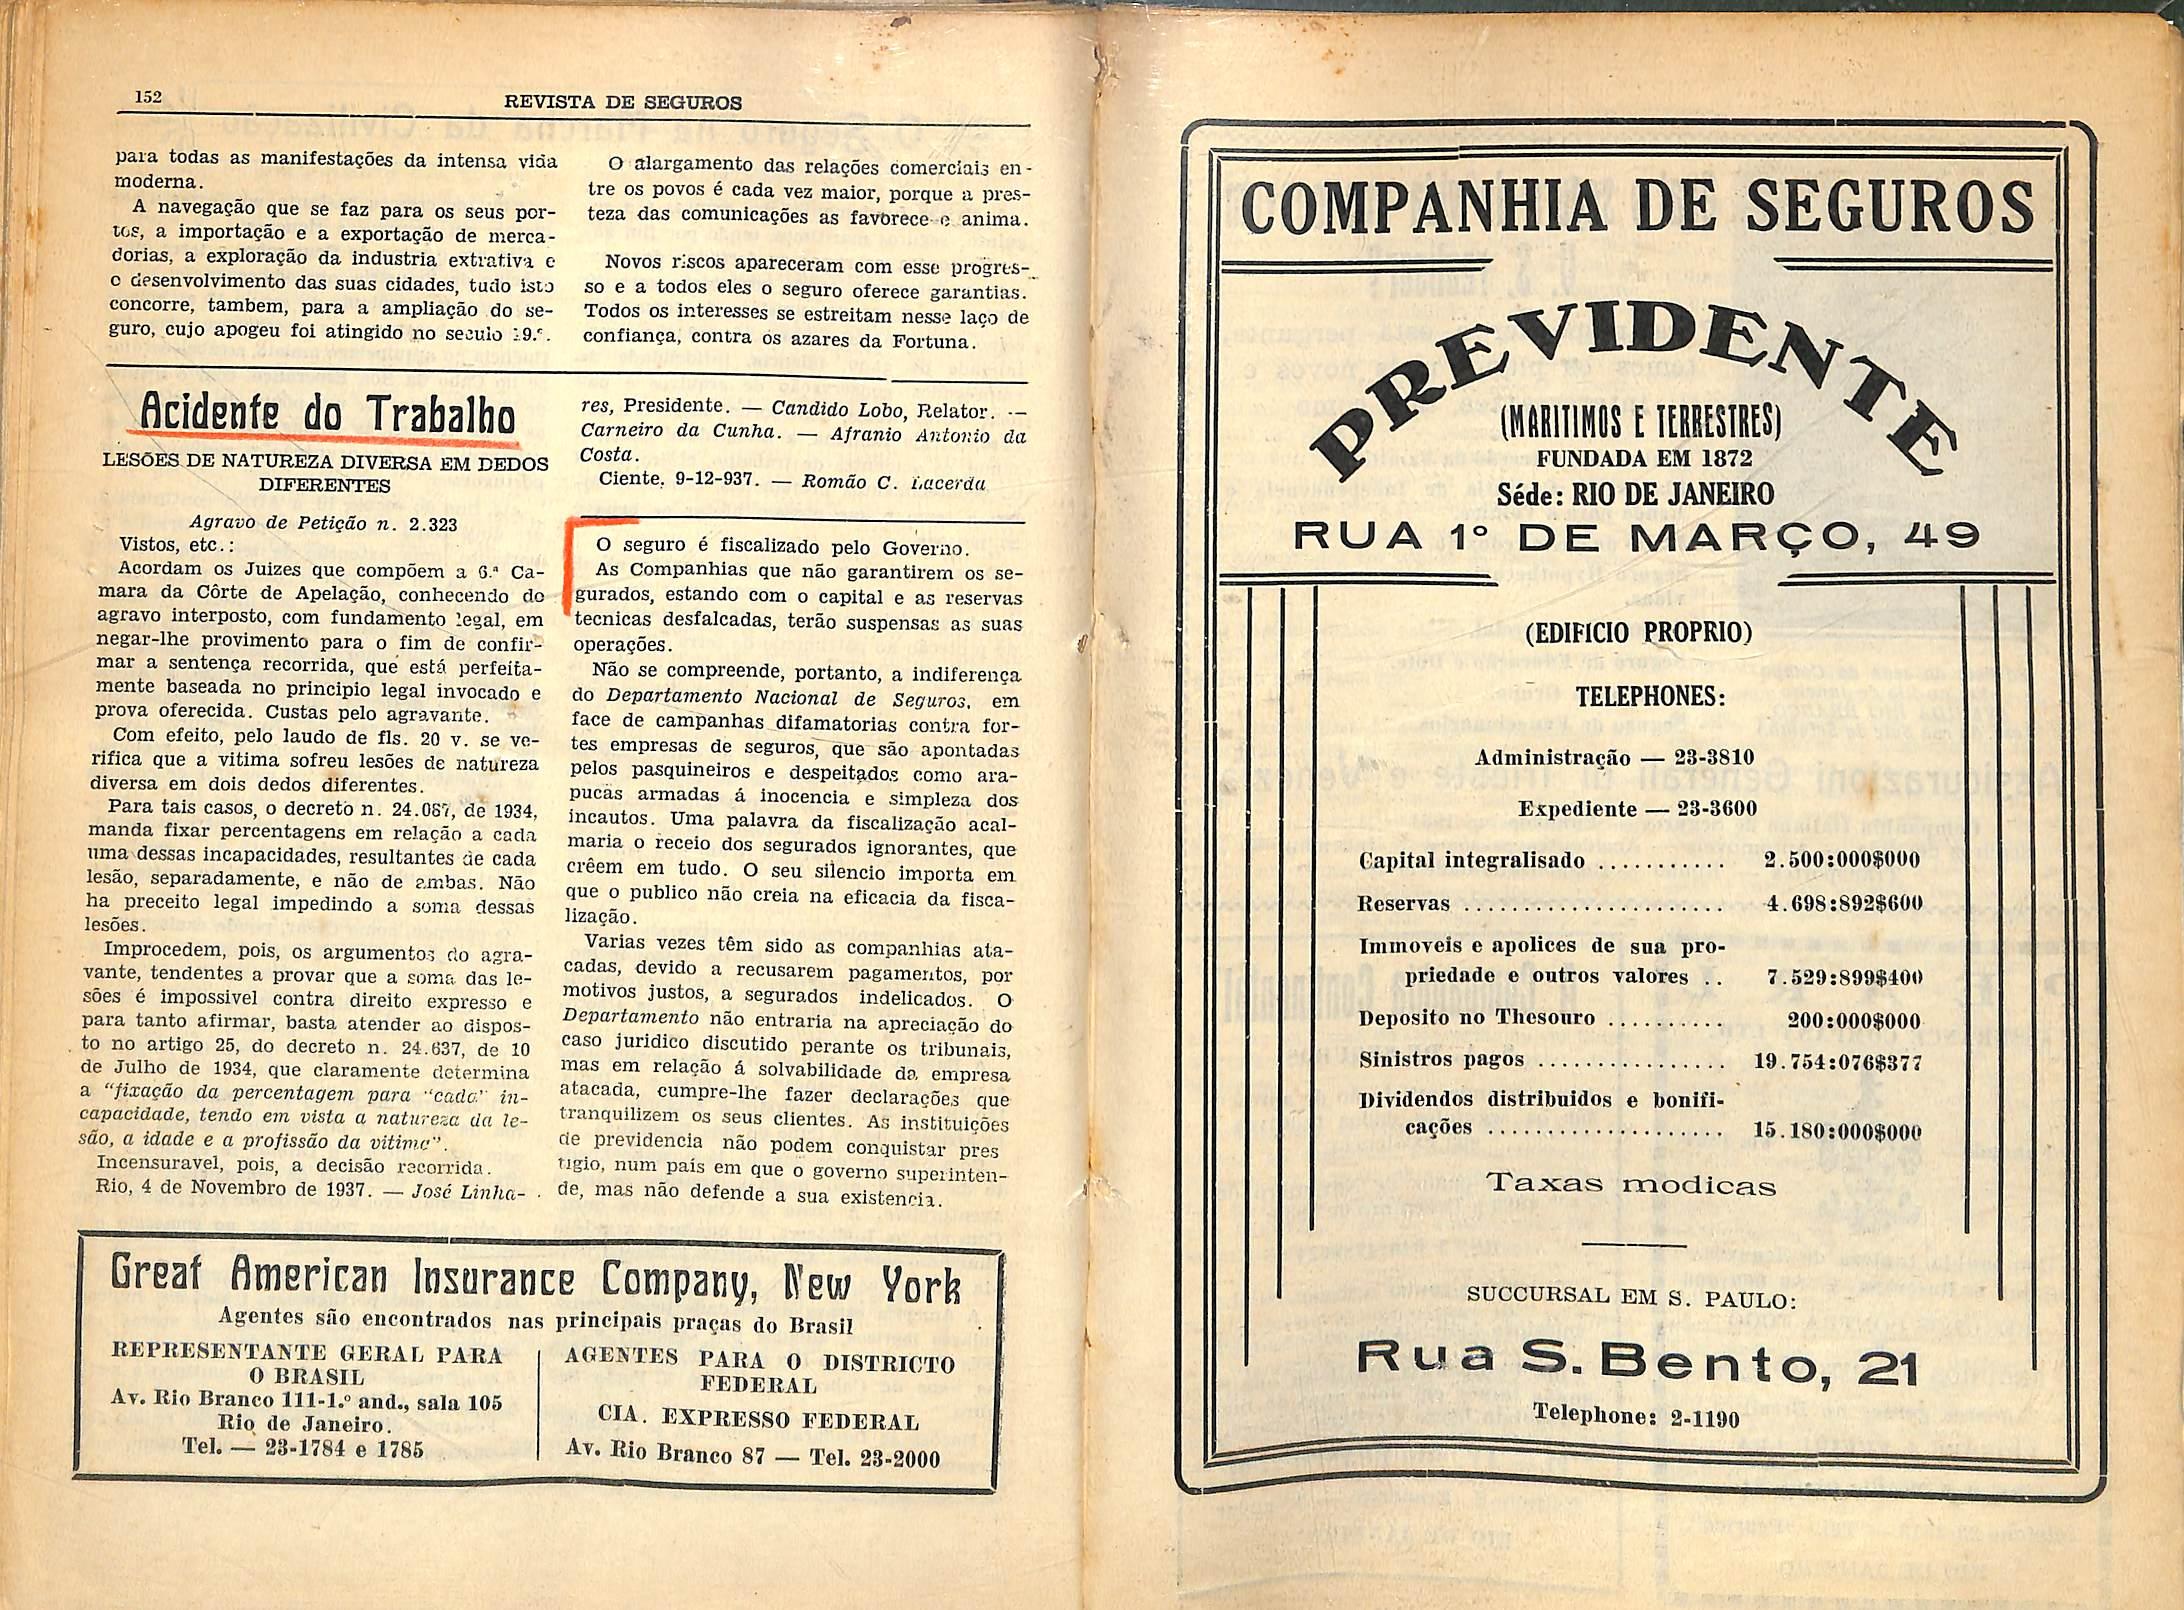 152
REVISTA DE SEGUROS
para todas as manifestações da intensa vida
moderna.
A navegação que se faz para os seus por-
tos, a importação e a exportação de merca-
dorias, a exploração da industria extrativa e
o desenvolvimento das suas cidades, tudo isto
concorre, tambem, para a ampliação do se-
guro, cujo apogeu foi atingido no seculo 19.º.
O alargamento das relações comerciais en-
tre os povos é cada vez maior, porque a pres-
teza das comunicações as favorece e anima.
Novos riscos apareceram com esse progres-
so e a todos eles o seguro oferece garantias.
Todos os interesses se estreitam nesse laço de
confiança, contra os azares da Fortuna.
Acidente do Trabalho
LESÕES DE NATUREZA DIVERSA EM DEDOS
DIFERENTES
Agravo de Petição n. 2.323
Vistos, etc.:
Acordam os Juizes que compõem a 6.ª Ca-
mara da Côrte de Apelação, conhecendo do
agravo interposto, com fundamento legal, em
negar-lhe provimento para o fim de confir-
mar a sentença recorrida, que está perfeita-
mente baseada no principio legal invocado e
prova oferecida. Custas pelo agravante.
Com efeito, pelo laudo de fls. 20 v. se ve-
rifica que a vitima sofreu lesões de natureza
diversa em dois dedos diferentes.
Para tais casos, o decreto n. 24.087, de 1934,
manda fixar percentagens em relação a cada
uma dessas incapacidades, resultantes de cada
lesão, separadamente, e não de ambas. Não
ha preceito legal impedindo a soma dessas
lesões.
Improcedem, pois, os argumentos do agra-
vante, tendentes a provar que a soma das le-
sões é impossivel contra direito expresso e
para tanto afirmar, basta atender ao dispos-
to no artigo 25, do decreto n. 24.637, de 10
de Julho de 1934, que claramente determina
a "fixação da percentagem para "cada" in-
capacidade, tendo em vista a natureza da le-
são, a idade e a profissão da vitima".
Incensuravel, pois, a decisão recorrida.
Rio, 4 de Novembro de 1937. — José Linha-
res, Presidente. — Candido Lobo, Relator. —
Carneiro da Cunha. — Afranio Antonio da
Costa.
Ciente. 9-12-937. — Romão C. Lacerda
O seguro é fiscalizado pelo Governo.
As Companhias que não garantirem os se-
gurados, estando com o capital e as reservas
tecnicas desfalcadas, terão suspensas as suas
operações.
Não se compreende, portanto, a indiferença
do Departamento Nacional de Seguros, em
face de campanhas difamatorias contra for-
tes empresas de seguros, que são apontadas
pelos pasquineiros e despeitados como ara-
pucas armadas á inocencia e simpleza dos
incautos. Uma palavra da fiscalização acal-
maria o receio dos segurados ignorantes, que
crêem em tudo. O seu silencio importa em
que o publico não creia na eficacia da fisca-
lização.
Varias vezes têm sido as companhias ata-
cadas, devido a recusarem pagamentos, por
motivos justos, a segurados indelicados. O
Departamento não entraria na apreciação do
caso juridico discutido perante os tribunais,
mas em relação á solvabilidade da empresa
atacada, cumpre-lhe fazer declarações que
tranquilizem os seus clientes. As instituições
de previdencia não podem conquistar pres
tigio, num país em que o governo superinten-
de, mas não defende a sua existencia.
Great American Insurance Company, New York
Agentes são encontrados nas principais praças do Brasil
REPRESENTANTE GERAL PARA
O BRASIL
Av. Rio Branco 111-1.º and., sala 105
Rio de Janeiro.
Tel. — 23-1784 e 1785
AGENTES PARA O DISTRICTO
FEDERAL
CIA. EXPRESSO FEDERAL
Av. Rio Branco 87 — Tel. 23-2000
COMPANHIA DE SEGUROS
PREVIDENTE
(MARITIMOS E TERRESTRES)
FUNDADA EM 1872
Séde: RIO DE JANEIRO
RUA 1º DE MARÇO, 49
(EDIFICIO PROPRIO)
TELEPHONES:
Administração — 23-3810
Expediente — 23-3600
Capital integralisado ........... 2.500:000$000
Reservas ...................... 4.698:892$600
Immoveis e apolices de sua pro-
priedade e outros valores .. 7.529:899$400
Deposito no Thesouro .......... 200:000$000
Sinistros pagos ................ 19.754:076$377
Dividendos distribuidos e bonifi-
cações .................... 15.180:000$000
Taxas modicas
SUCCURSAL EM S. PAULO:
Rua S. Bento, 21
Telephone: 2-1190